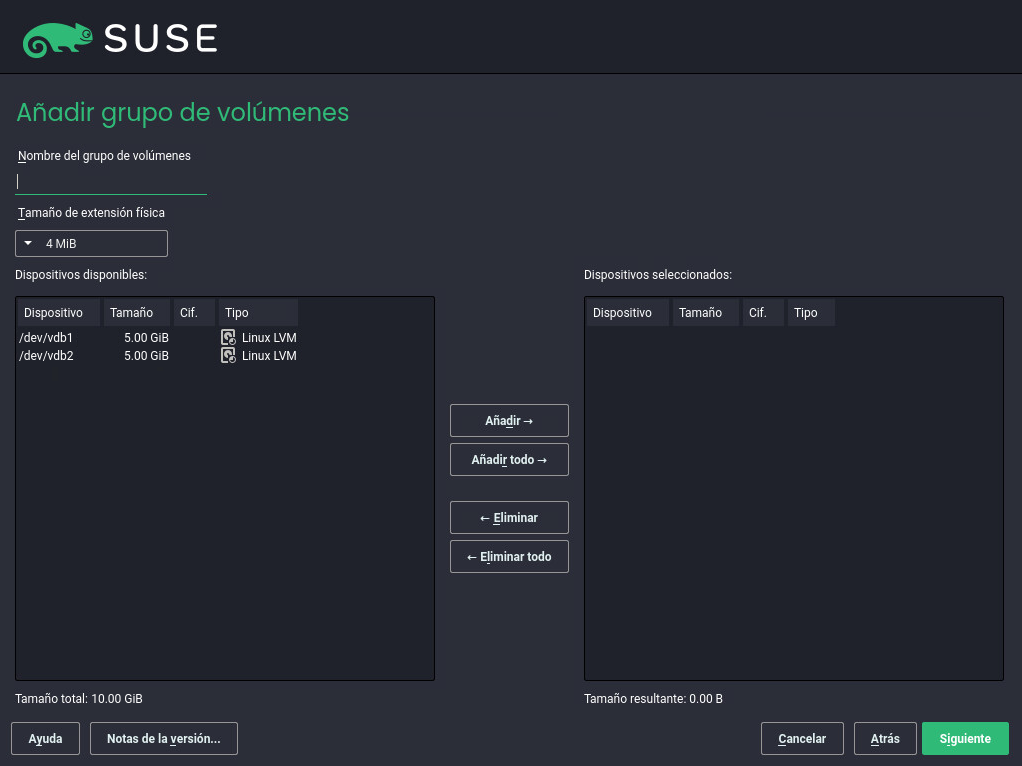 SUSE
Añadir grupo de volúmenes
Nombre del grupo de volúmenes
Tamaño de extensión física
4 MiB
Dispositivos disponibles:
Dispositivo Tamaño Cif. Tipo
/dev/vdb1 5.00 GiB Linux LVM
/dev/vdb2 5.00 GiB Linux LVM
Tamaño total: 10.00 GiB
Añadir →
Añadir todo →
← Eliminar
← Eliminar todo
Dispositivos seleccionados:
Dispositivo Tamaño Cif. Tipo
Tamaño resultante: 0.00 B
Ayuda Notas de la versión... Cancelar Atrás Siguiente